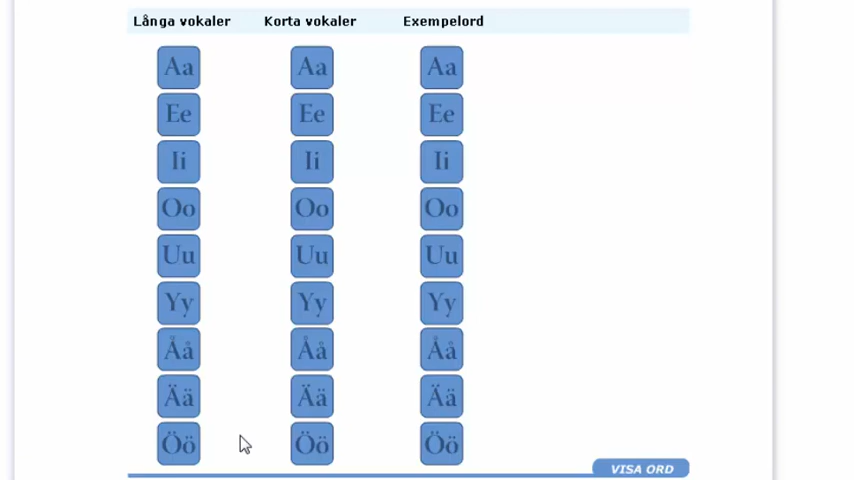 Långa vokaler Korta vokaler Exempelord
Aa Aa Aa
Ee Ee Ee
Ii Ii Ii
Oo Oo Oo
Uu Uu Uu
Yy Yy Yy
Åå Åå Åå
Ää Ää Ää
Öö Öö Öö
VISA ORD